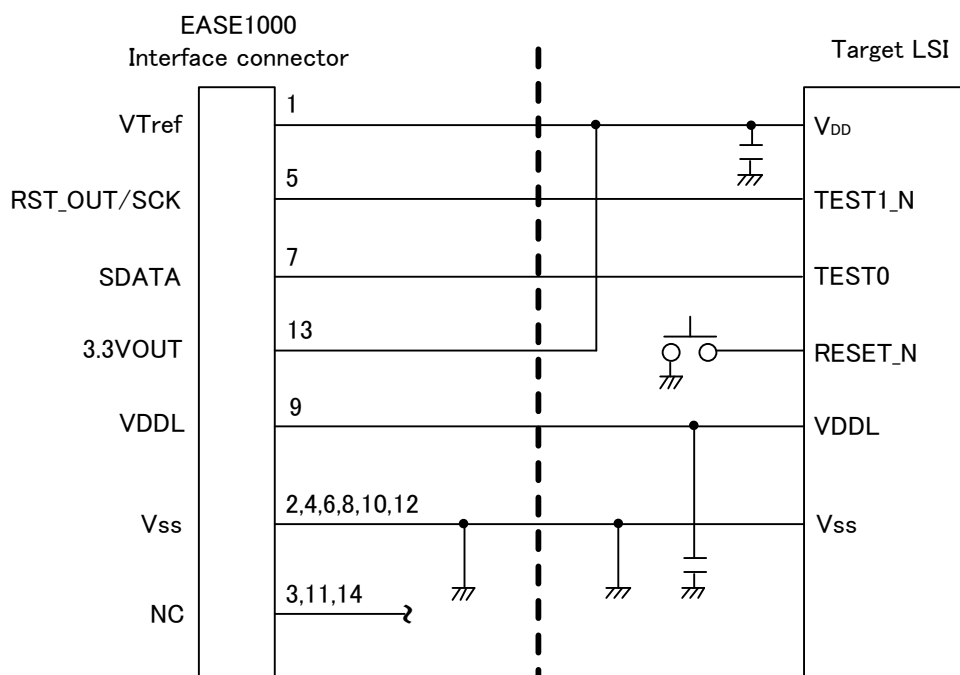 EASE1000
Interface connector
Target LSI
VTref
1
VDD
RST_OUT/SCK
5
TEST1_N
SDATA
7
TEST0
3.3VOUT
13
RESET_N
VDDL
9
VDDL
Vss
2,4,6,8,10,12
Vss
NC
3,11,14